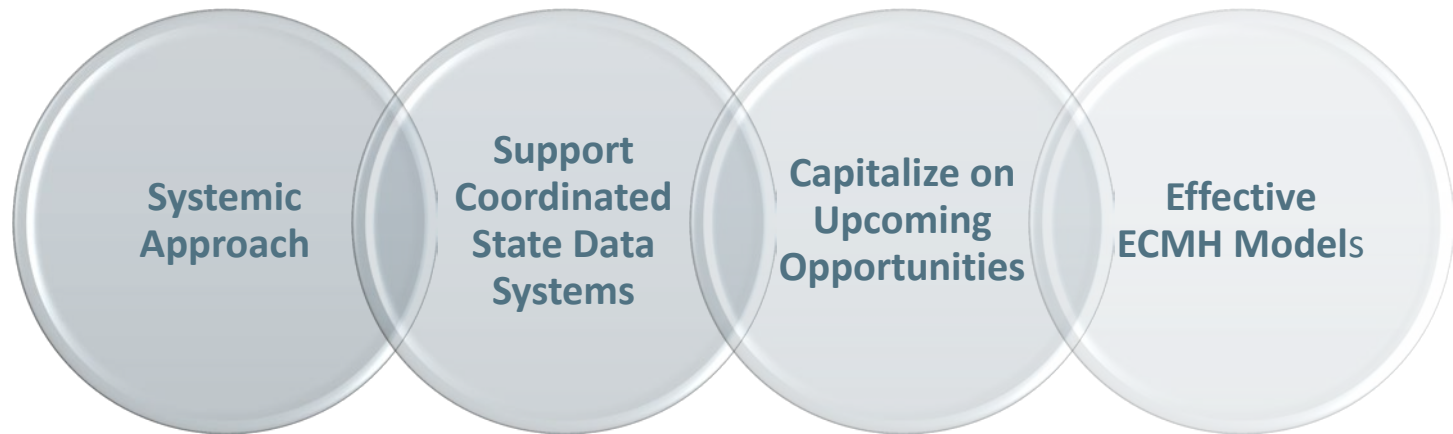 Systemic
Approach
Support
Coordinated
State Data
Systems
Capitalize on
Upcoming
Opportunities
Effective
ECMH Models